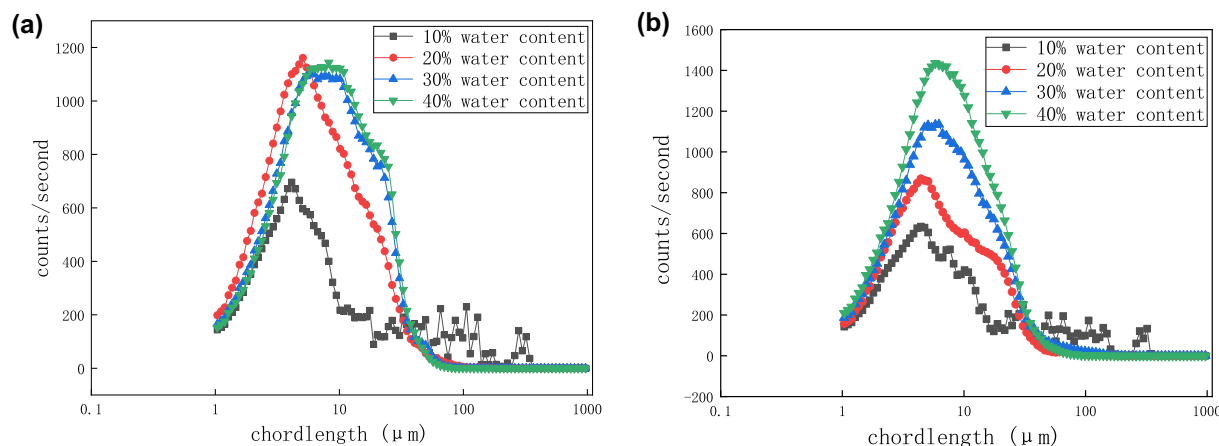 (a)
10% water content
20% water content
30% water content
40% water content
1200
1000
800
600
400
200
0
0.1
1
10
100
1000
counts/second
chordlength (μm)
(b)
10% water content
20% water content
30% water content
40% water content
1600
1400
1200
1000
800
600
400
200
0
-200
0.1
1
10
100
1000
counts/second
chordlength (μm)